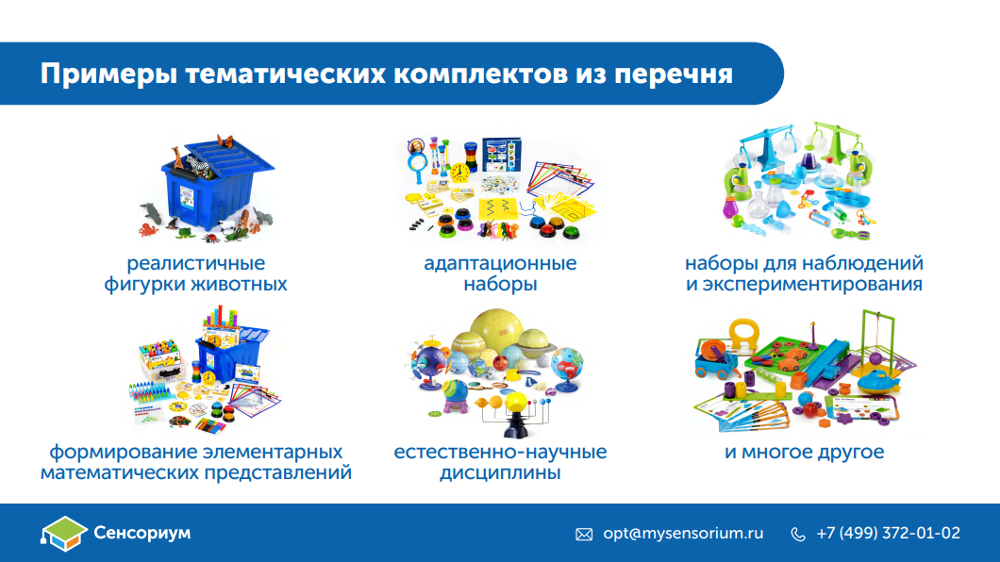 Примеры тематических комплектов из перечня
реалистичные
фигурки животных
адаптационные
наборы
наборы для наблюдений
и экспериментирования
формирование элементарных
математических представлений
естественно-научные
дисциплины
и многое другое
Сенсориум
opt@mysensorium.ru
+7 (499) 372-01-02